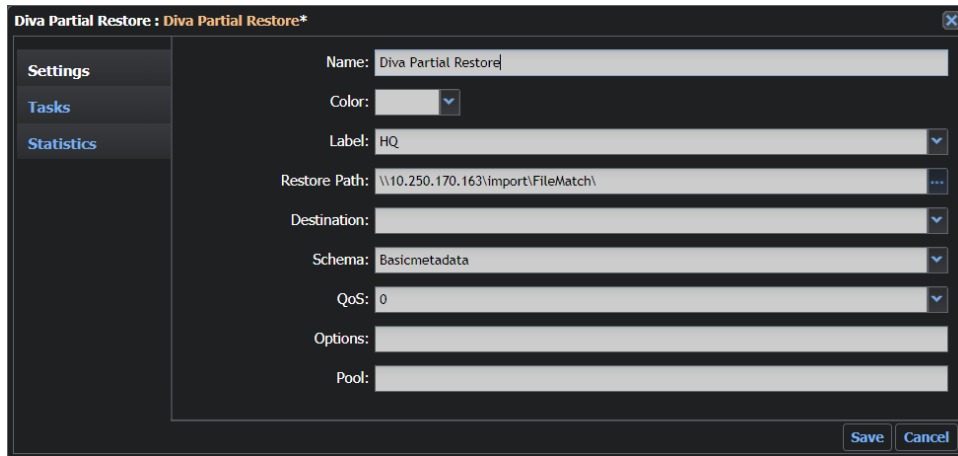 Diva Partial Restore : Diva Partial Restore*
Settings
Tasks
Statistics
Name: Diva Partial Restore
Color:
Label: HQ
Restore Path: \\10.250.170.163\import\FileMatch\ ...
Destination:
Schema: Basicmetadata
QoS: 0
Options:
Pool:
Save Cancel